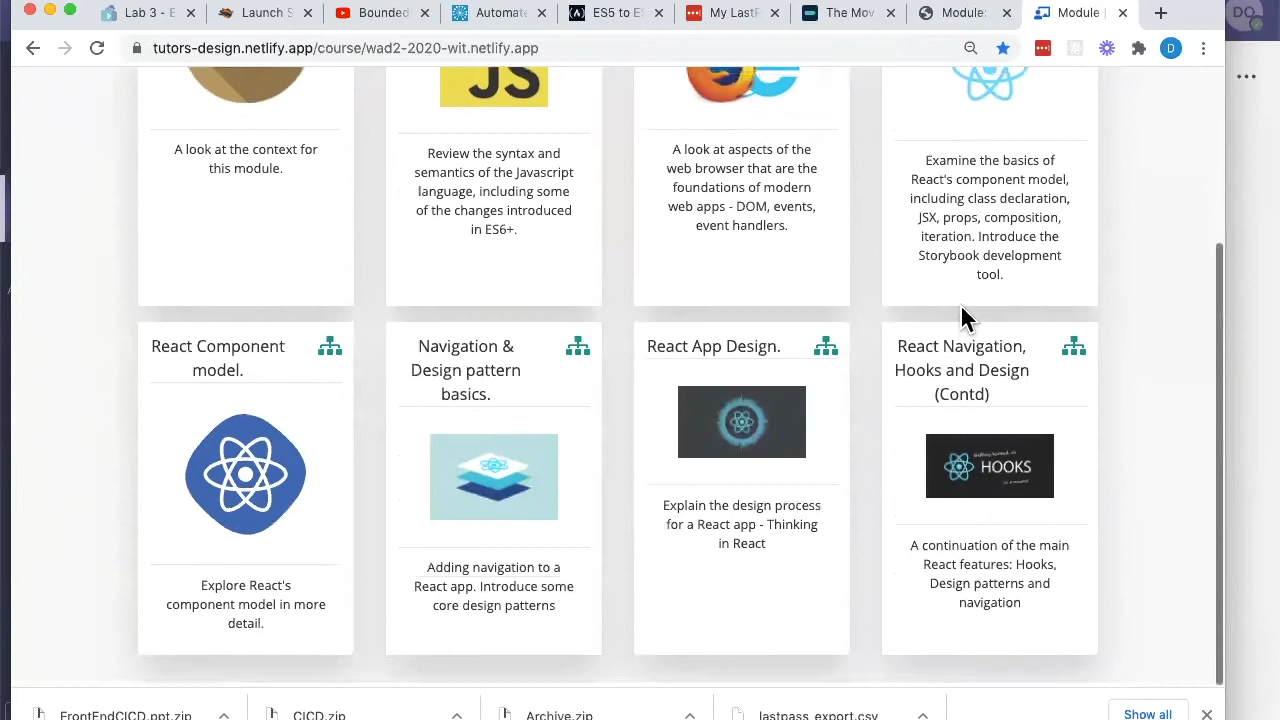 Lab 3 - E
Launch S
Bounded
Automate
ES5 to E
My LastP
The Mov
Module:
Module |
DO
tutors-design.netlify.app/course/wad2-2020-wit.netlify.app
D
JS
A look at the context for
this module.
Review the syntax and
semantics of the Javascript
language, including some
of the changes introduced
in ES6+.
A look at aspects of the
web browser that are the
foundations of modern
web apps - DOM, events,
event handlers.
Examine the basics of
React's component model,
including class declaration,
JSX, props, composition,
iteration. Introduce the
Storybook development
tool.
React Component
model.
Explore React's
component model in more
detail.
Navigation &
Design pattern
basics.
Adding navigation to a
React app. Introduce some
core design patterns
React App Design.
Explain the design process
for a React app - Thinking
in React
React Navigation,
Hooks and Design
(Contd)
HOOKS
A continuation of the main
React features: Hooks,
Design patterns and
navigation
FrontEndCICD.ppt.zip
CICD.zip
Archive.zip
lastpass_export.csv
Show all